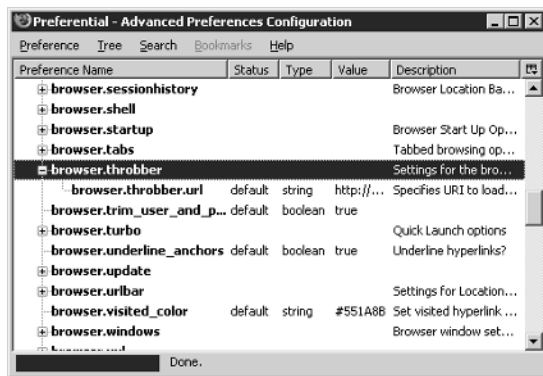 Preferential - Advanced Preferences Configuration
Preference Tree Search Bookmarks Help
Preference Name Status Type Value Description
browser.sessionhistory Browser Location Ba...
browser.shell
browser.startup Browser Start Up Op...
browser.tabs Tabbed browsing op...
browser.throbber Settings for the bro...
browser.throbber.url default string http://... Specifies URI to load...
browser.trim_user_and_p... default boolean true
browser.turbo Quick Launch options
browser.underline_anchors default boolean true Underline hyperlinks?
browser.update
browser.urlbar Settings for Location...
browser.visited_color default string #551A8B Set visited hyperlink ...
browser.windows Browser window set...
Done.